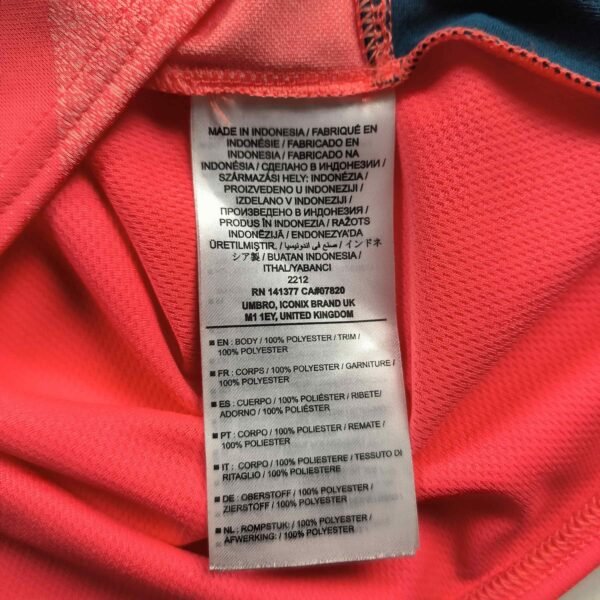 MADE IN INDONESIA / FABRIQUÉ EN
INDONÉSIE / FABRICADO EN
INDONESIA / FABRICADO NA
INDONÉSIA / СДЕЛАНО В ИНДОНЕЗИИ /
SZÁRMAZÁSI HELY: INDONÉZIA /
PROIZVEDENO U INDONEZIJI /
IZDELANO V INDONEZIJI /
ПРОИЗВЕДЕНО В ИНДОНЕЗИЯ /
PRODUS ÎN INDONEZIA / RAŽOTS
INDONĒZIJĀ / ENDONEZYA'DA
ÜRETILMIŞTIR. / صنع في اندونيسيا / インドネ
シア製 / BUATAN INDONESIA /
ITHAL/YABANCI
2212
RN 141377 CA#07820
UMBRO, ICONIX BRAND UK
M1 1EY, UNITED KINGDOM
■ EN : BODY / 100% POLYESTER / TRIM /
100% POLYESTER
■ FR : CORPS / 100% POLYESTER / GARNITURE /
100% POLYESTER
■ ES : CUERPO / 100% POLIÉSTER / RIBETE/
ADORNO / 100% POLIÉSTER
■ PT : CORPO / 100% POLIÉSTER / REMATE /
100% POLIÉSTER
■ IT : CORPO / 100% POLIESTERE / TESSUTO DI
RITAGLIO / 100% POLIESTERE
■ DE : OBERSTOFF / 100% POLYESTER /
ZIERSTOFF / 100% POLYESTER
■ NL : ROMPSTUK: / 100% POLYESTER /
AFWERKING: / 100% POLYESTER